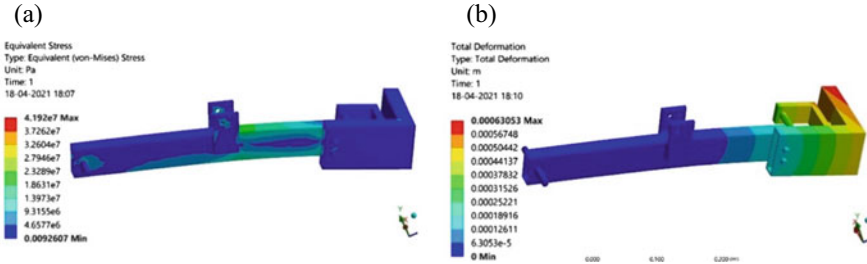 (a)
Equivalent Stress
Type: Equivalent (von-Mises) Stress
Unit: Pa
Time: 1
18-04-2021 18:07
4.192e7 Max
3.7262e7
3.2604e7
2.7946e7
2.3289e7
1.8631e7
1.3973e7
9.3155e6
4.6577e6
0.0092607 Min
(b)
Total Deformation
Type: Total Deformation
Unit: m
Time: 1
18-04-2021 18:10
0.00063053 Max
0.00056748
0.00050442
0.00044137
0.00037832
0.00031526
0.00025221
0.00018916
0.00012611
6.3053e-5
0 Min
0.000 0.100 0.200 (m)